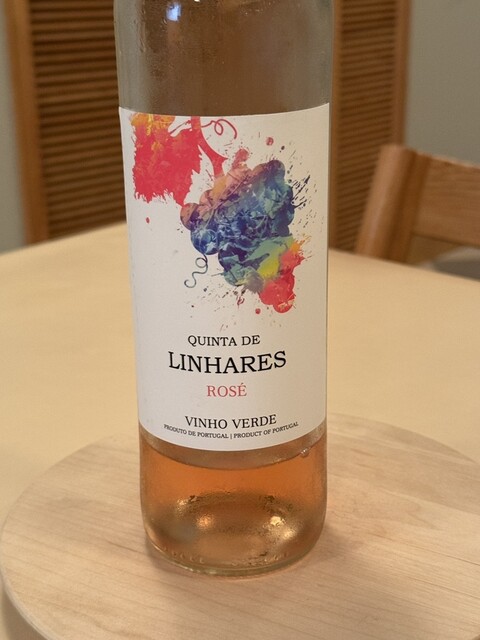 QUINTA DE
LINHARES
ROSÉ
VINHO VERDE
PRODUTO DE PORTUGAL | PRODUCT OF PORTUGAL